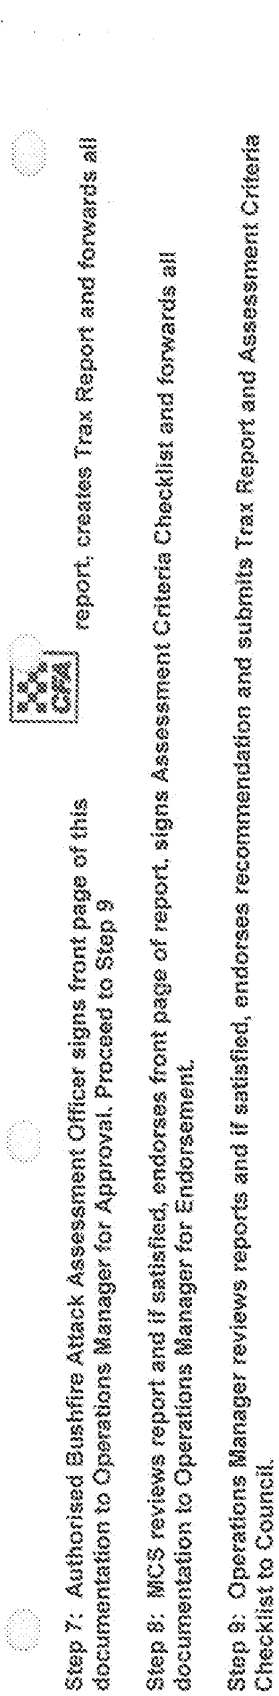 CFA
Step 7: Authorised Bushfire Attack Assessment Officer signs front page of this report, creates Trax Report and forwards all
documentation to Operations Manager for Approval. Proceed to Step 9
Step 8: MCS reviews report and if satisfied, endorses front page of report, signs Assessment Criteria Checklist and forwards all
documentation to Operations Manager for Endorsement.
Step 9: Operations Manager reviews reports and if satisfied, endorses recommendation and submits Trax Report and Assessment Criteria
Checklist to Council.